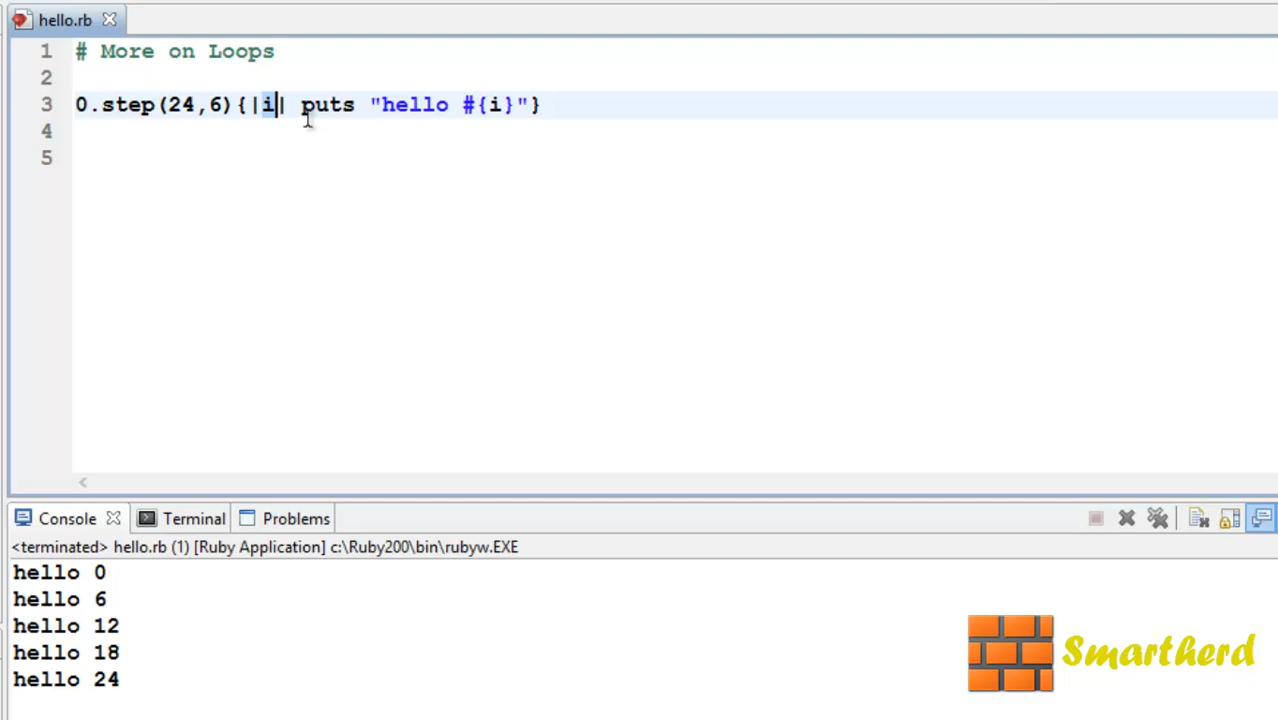 hello.rb
1 # More on Loops
2
3 0.step(24,6){|i| puts "hello #{i}"}
4
5
Console Terminal Problems
<terminated> hello.rb (1) [Ruby Application] c:\Ruby200\bin\rubyw.EXE
hello 0
hello 6
hello 12
hello 18
hello 24
Smartherd